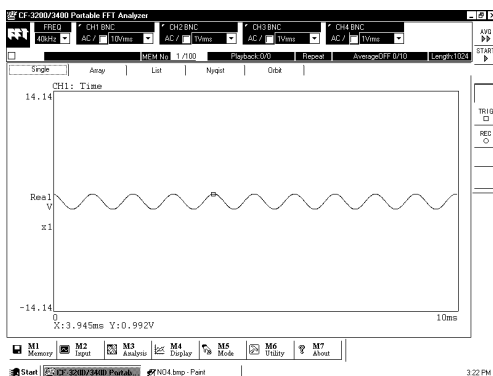 CF-3200/3400 Portable FFT Analyzer
FFT
FREQ CH1 BNC CH2 BNC CH3 BNC CH4 BNC
40kHz AC / 10Vrms AC / 1Vrms AC / 1Vrms AC / 1Vrms
AVG
START
MEM No. 1 /100 Playback:0/0 Repeat AverageOFF 0/10 Length:1024
Single Array List Nyqist Orbit
CH1: Time
14.14
TRIG
REC
Real
V
x1
-14.14
0 10ms
X:3.945ms Y:0.992V
M1 M2 M3 M4 M5 M6 M7
Memory Input Analysis Display Mode Utility About
Start CF-3200/3400 Portab... NO4.bmp - Paint 3:22 PM